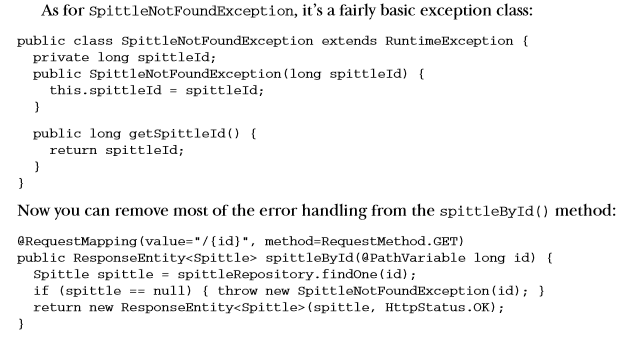 As for SpittleNotFoundException, it's a fairly basic exception class:
public class SpittleNotFoundException extends RuntimeException {
private long spittleId;
public SpittleNotFoundException(long spittleId) {
this.spittleId = spittleId;
}
public long getSpittleId() {
return spittleId;
}
}
Now you can remove most of the error handling from the spittleById() method:
@RequestMapping(value="/{id}", method=RequestMethod.GET)
public ResponseEntity<Spittle> spittleById(@PathVariable long id) {
Spittle spittle = spittleRepository.findOne(id);
if (spittle == null) { throw new SpittleNotFoundException(id); }
return new ResponseEntity<Spittle>(spittle, HttpStatus.OK);
}